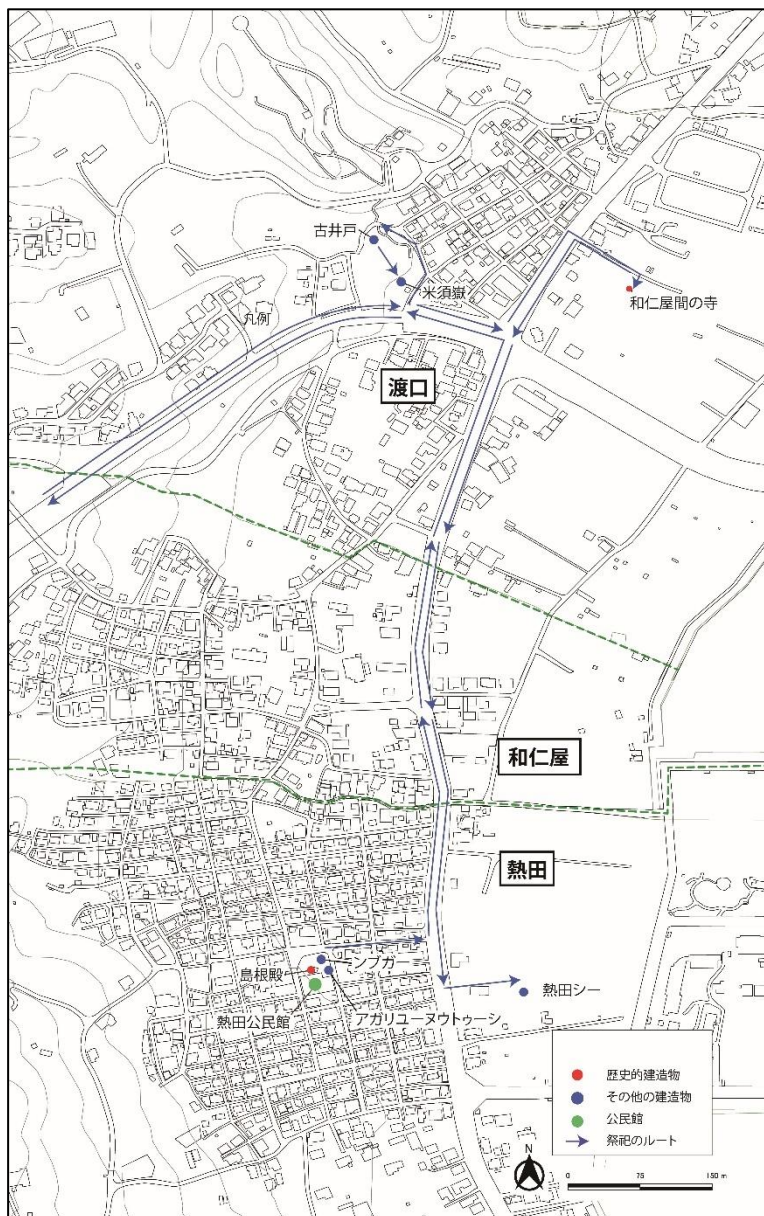 古井戸
米須嶽
和仁屋間の寺
凡例
渡口
和仁屋
熱田
ンブガー
島根殿
熱田シー
熱田公民館
アガリユーヌウトゥーシ
歴史的建造物
その他の建造物
公民館
祭祀のルート
N
0 75 150 m